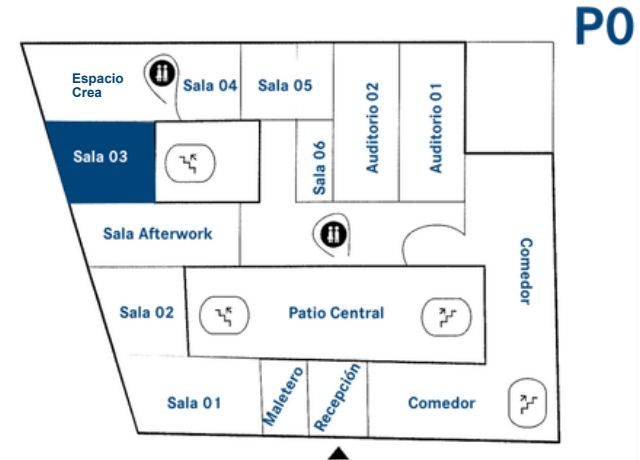 P0
Espacio
Crea
Sala 04
Sala 05
Auditorio 02
Auditorio 01
Sala 03
Sala 06
Sala Afterwork
Comedor
Sala 02
Patio Central
Sala 01
Maletero
Recepción
Comedor